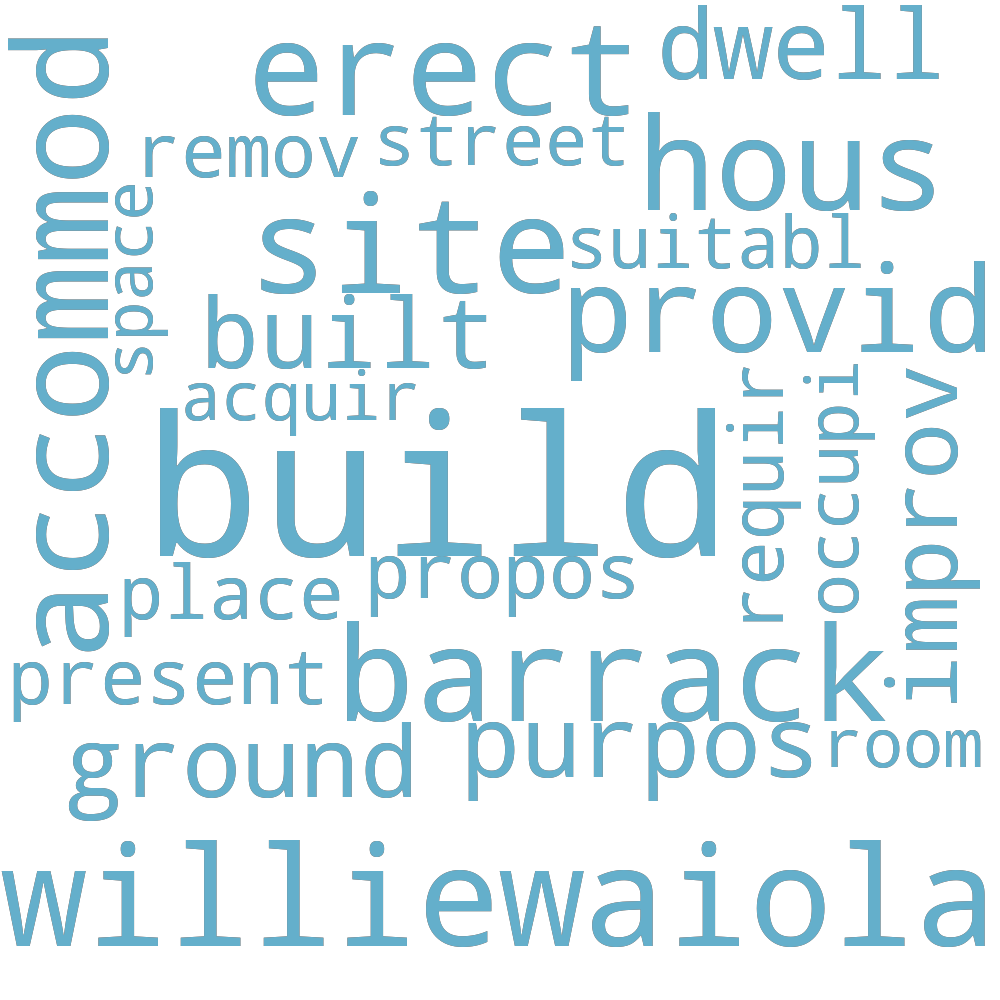 accommod
erect
dwell
remov
street
hous
space
site
suitabl
provid
built
acquir
build
requir
occupi
improv
place
propos
present
barrack
ground
purpos
room
williewaiola